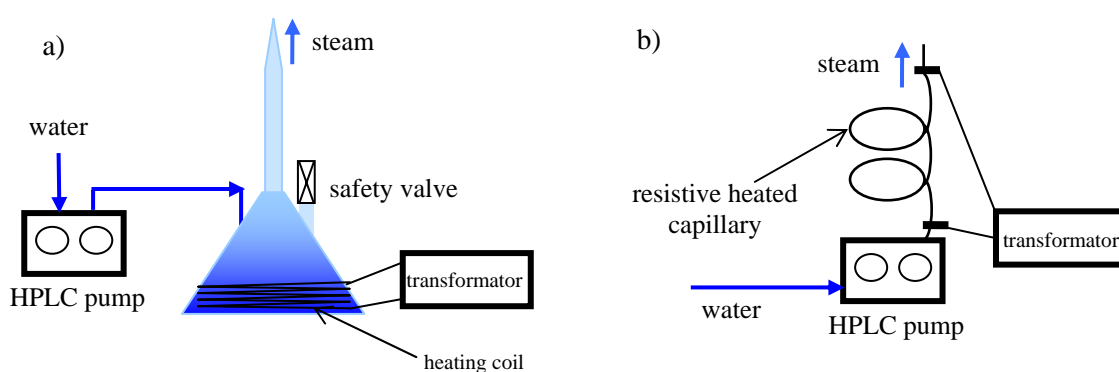 a)
steam
water
safety valve
transformator
HPLC pump
heating coil
b)
steam
resistive heated
capillary
transformator
water
HPLC pump